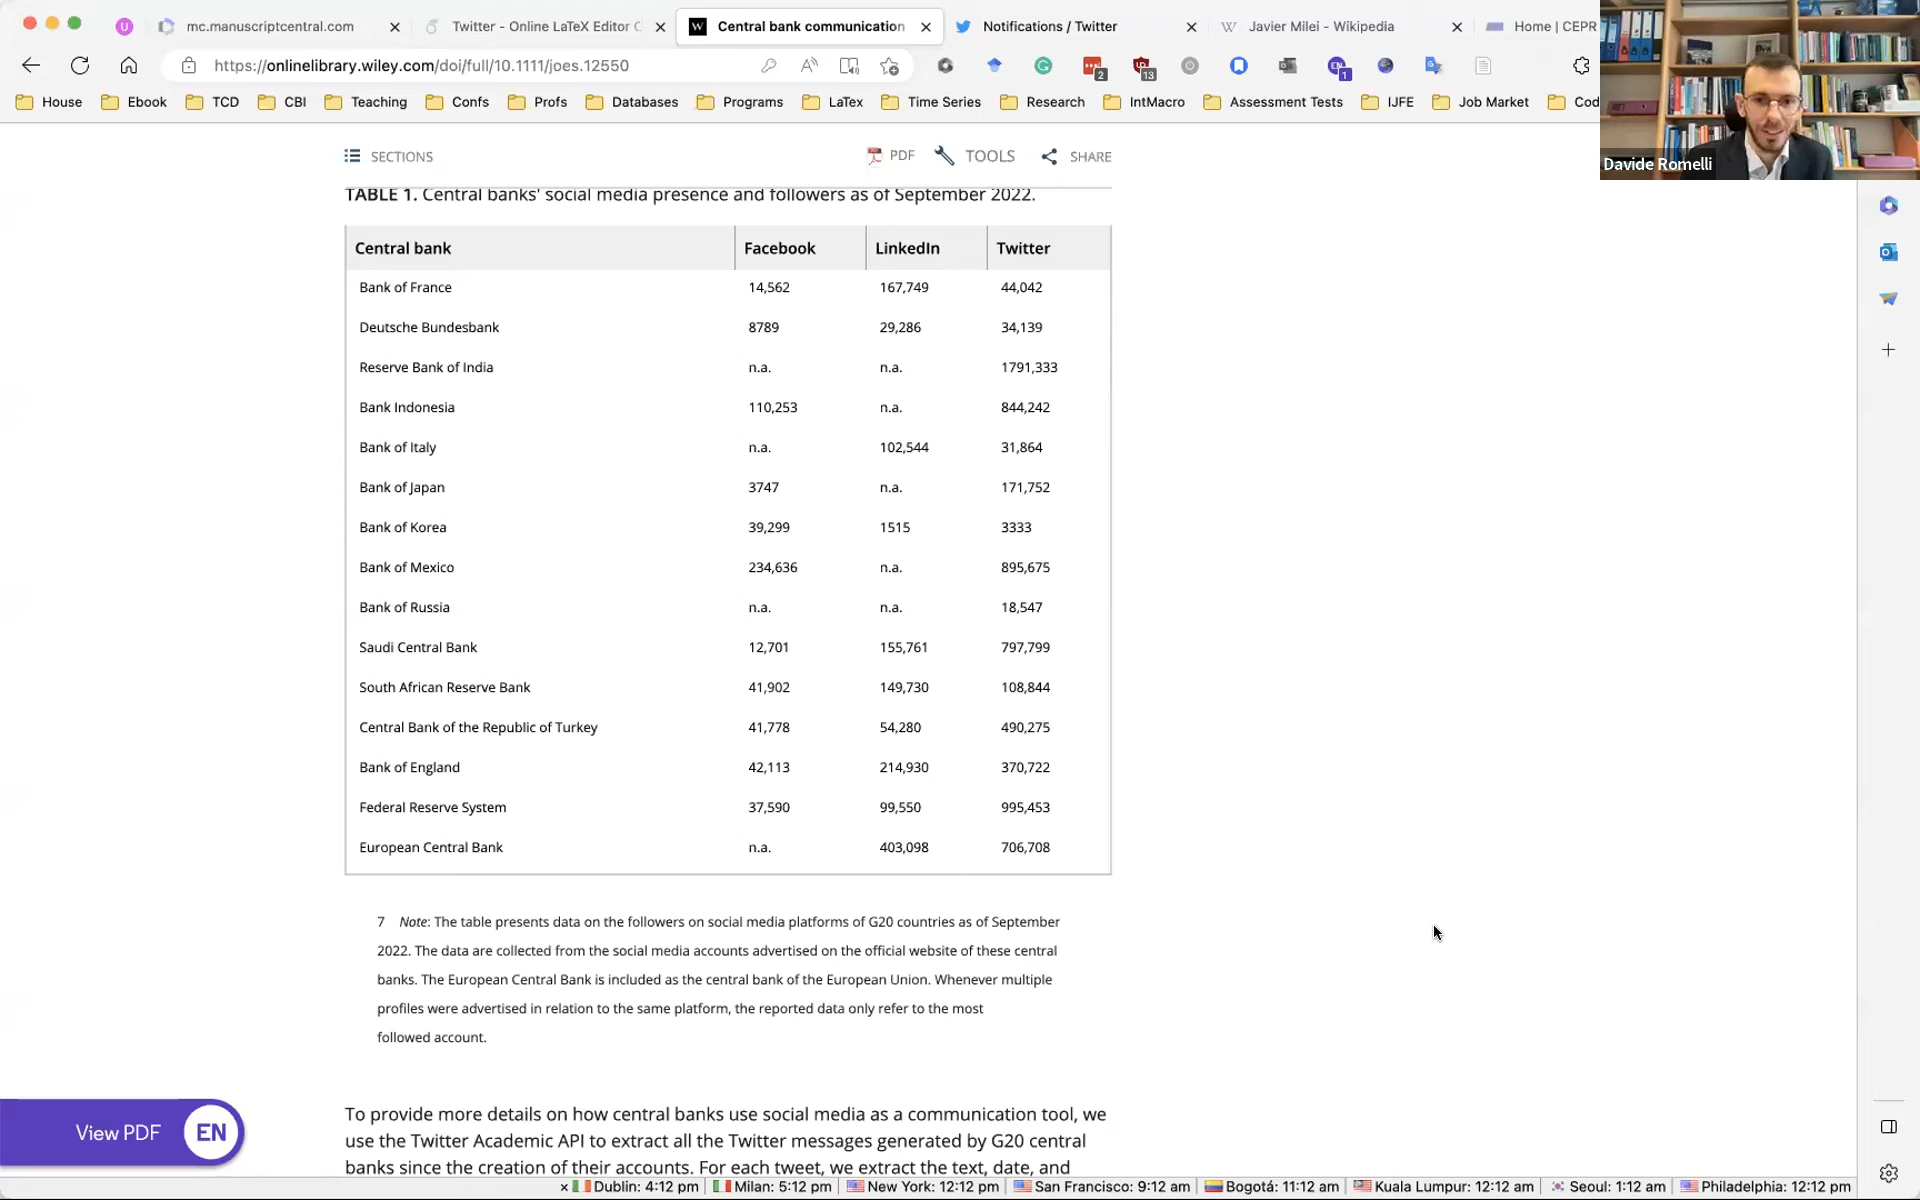 mc.manuscriptcentral.com
Twitter - Online LaTeX Editor
Central bank communication
Notifications / Twitter
Javier Milei - Wikipedia
Home | CEPR
https://onlinelibrary.wiley.com/doi/full/10.1111/joes.12550
2
13
1
House Ebook TCD CBI Teaching Confs Profs Databases Programs LaTex Time Series Research IntMacro Assessment Tests IJFE Job Market Cod
Davide Romelli
SECTIONS PDF TOOLS SHARE
TABLE 1. Central banks' social media presence and followers as of September 2022.
Central bank Facebook LinkedIn Twitter
Bank of France 14,562 167,749 44,042
Deutsche Bundesbank 8789 29,286 34,139
Reserve Bank of India n.a. n.a. 1791,333
Bank Indonesia 110,253 n.a. 844,242
Bank of Italy n.a. 102,544 31,864
Bank of Japan 3747 n.a. 171,752
Bank of Korea 39,299 1515 3333
Bank of Mexico 234,636 n.a. 895,675
Bank of Russia n.a. n.a. 18,547
Saudi Central Bank 12,701 155,761 797,799
South African Reserve Bank 41,902 149,730 108,844
Central Bank of the Republic of Turkey 41,778 54,280 490,275
Bank of England 42,113 214,930 370,722
Federal Reserve System 37,590 99,550 995,453
European Central Bank n.a. 403,098 706,708
7 Note: The table presents data on the followers on social media platforms of G20 countries as of September
2022. The data are collected from the social media accounts advertised on the official website of these central
banks. The European Central Bank is included as the central bank of the European Union. Whenever multiple
profiles were advertised in relation to the same platform, the reported data only refer to the most
followed account.
View PDF EN
To provide more details on how central banks use social media as a communication tool, we
use the Twitter Academic API to extract all the Twitter messages generated by G20 central
banks since the creation of their accounts. For each tweet, we extract the text, date, and
× Dublin: 4:12 pm | Milan: 5:12 pm | New York: 12:12 pm | San Francisco: 9:12 am | Bogotá: 11:12 am | Kuala Lumpur: 12:12 am | Seoul: 1:12 am | Philadelphia: 12:12 pm